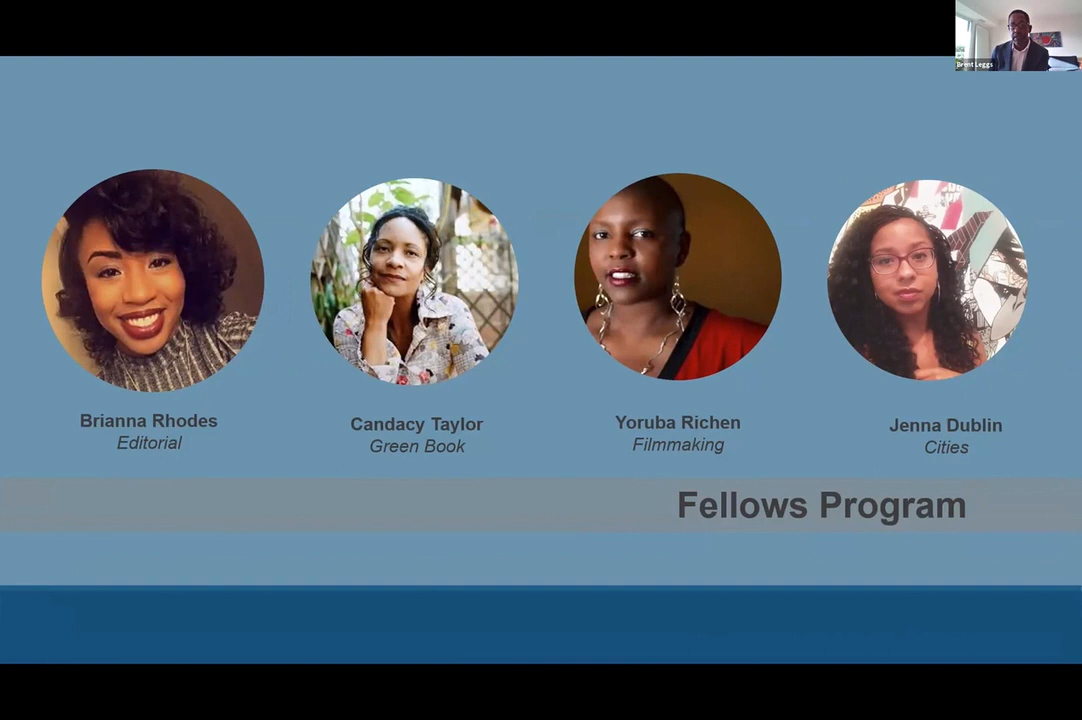 Brent Leggs
Brianna Rhodes
Editorial
Candacy Taylor
Green Book
Yoruba Richen
Filmmaking
Jenna Dublin
Cities
Fellows Program